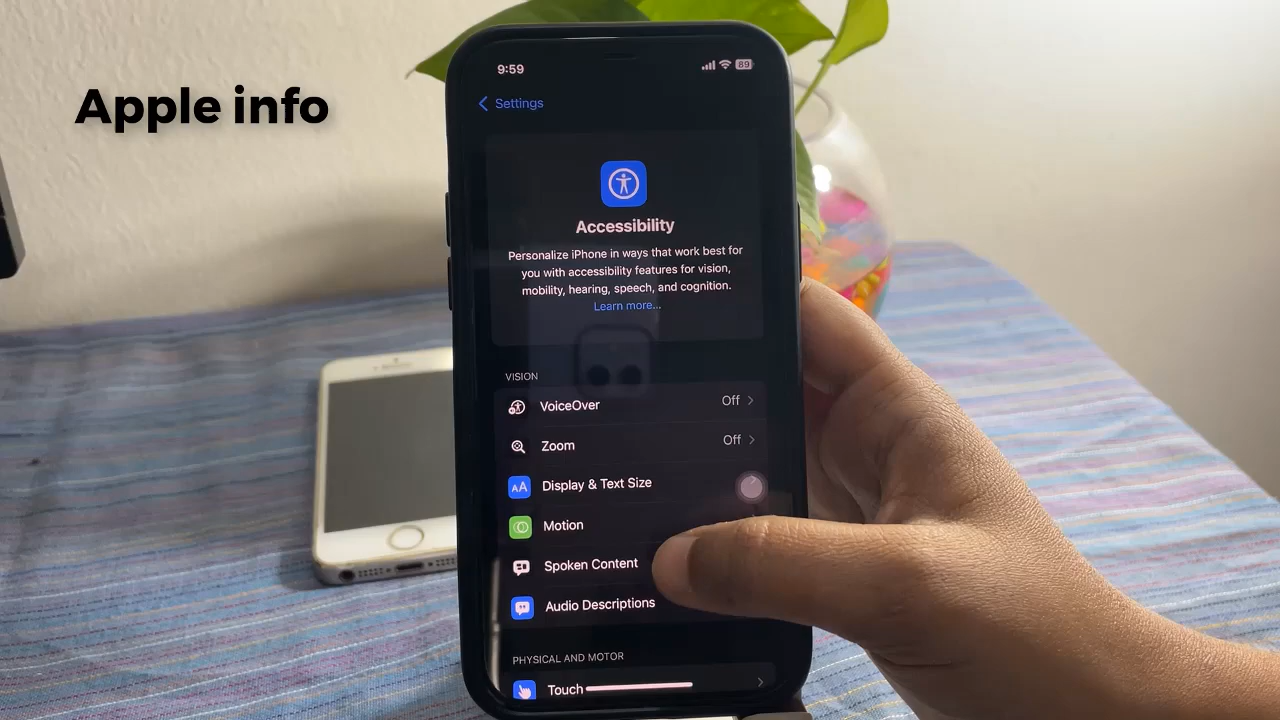 Apple info
9:59
89
Settings
Accessibility
Personalize iPhone in ways that work best for
you with accessibility features for vision,
mobility, hearing, speech, and cognition.
Learn more...
VISION
VoiceOver Off
Zoom Off
AA Display & Text Size
Motion
Spoken Content
Audio Descriptions
PHYSICAL AND MOTOR
Touch